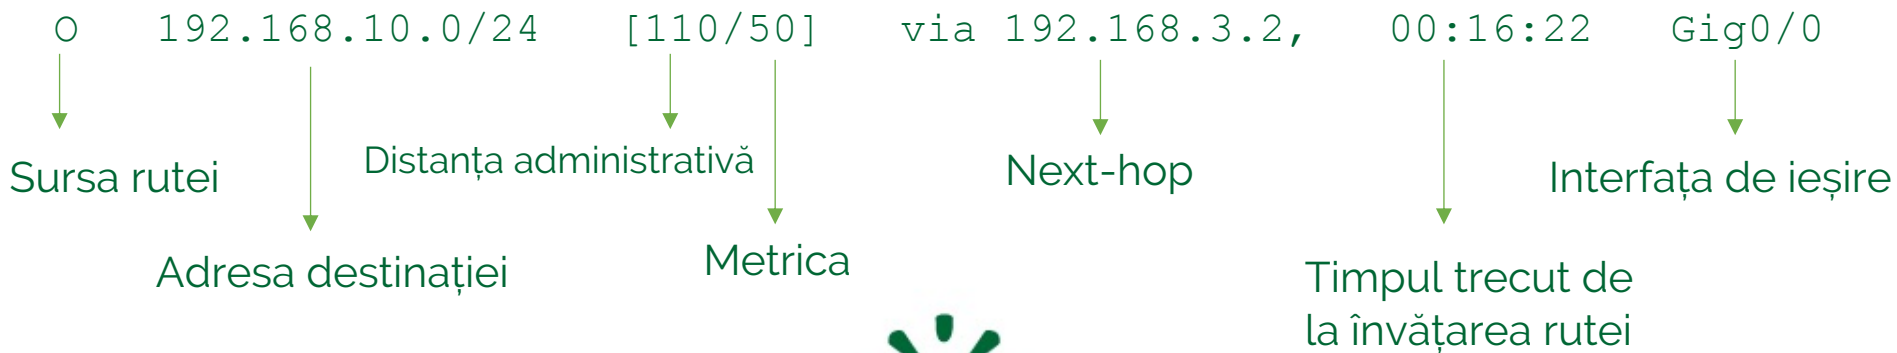 O 192.168.10.0/24 [110/50] via 192.168.3.2, 00:16:22 Gig0/0
Sursa rutei
Distanța administrativă
Next-hop
Interfața de ieșire
Adresa destinației
Metrica
Timpul trecut de
la învățarea rutei